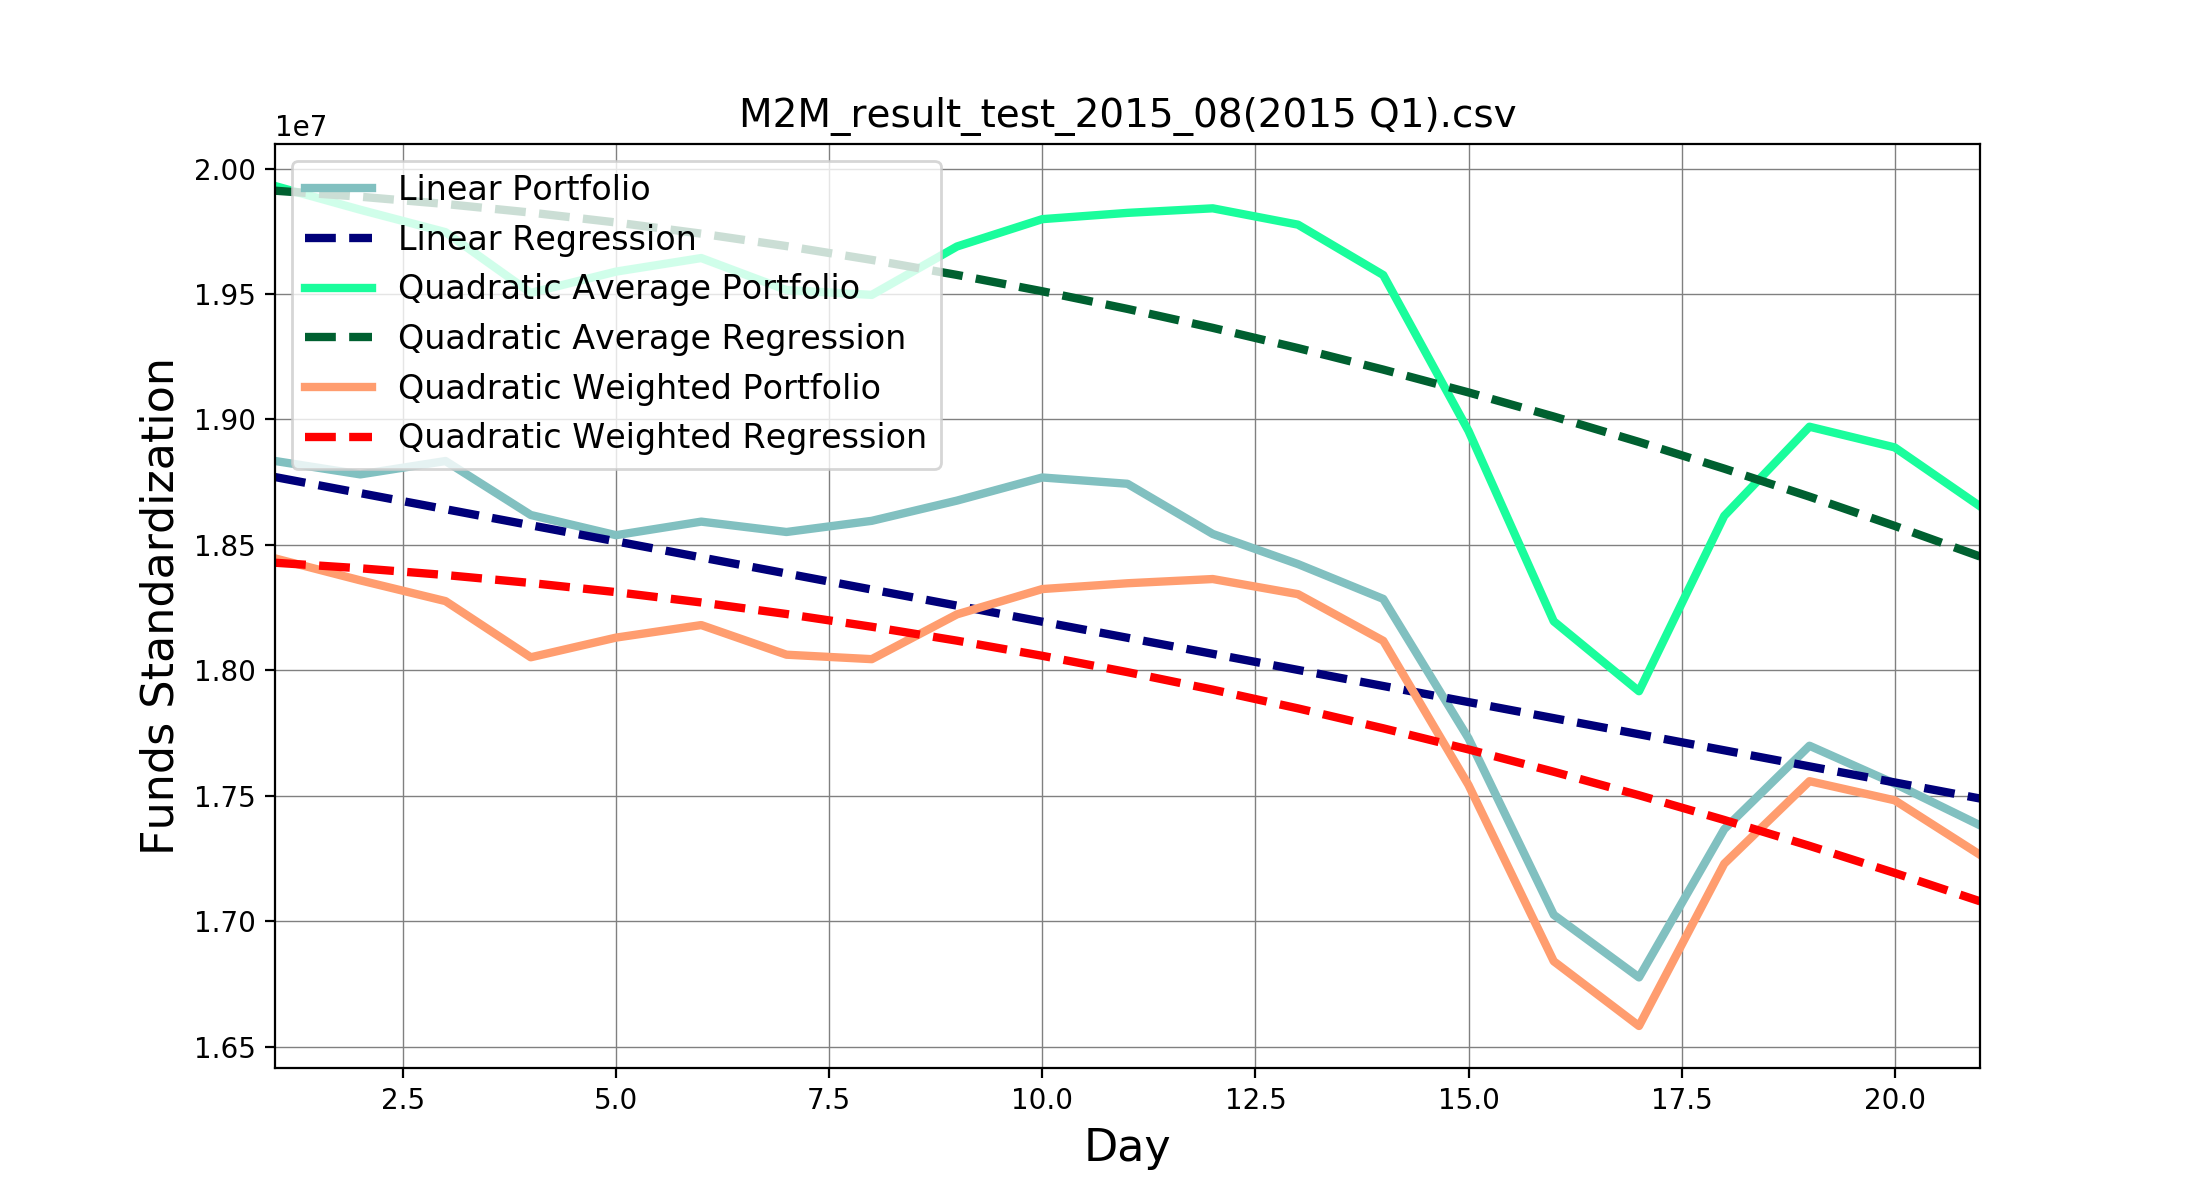 M2M_result_test_2015_08(2015 Q1).csv
1e7
2.00
1.95
1.90
1.85
1.80
1.75
1.70
1.65
Funds Standardization
Linear Portfolio
Linear Regression
Quadratic Average Portfolio
Quadratic Average Regression
Quadratic Weighted Portfolio
Quadratic Weighted Regression
2.5 5.0 7.5 10.0 12.5 15.0 17.5 20.0
Day